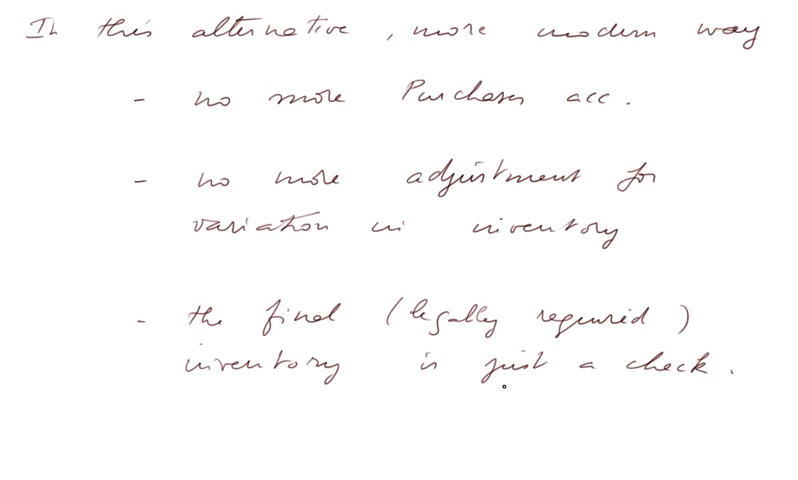 In this alternative, more modern way
- no more Purchases acc.
- no more adjustment for
variation in inventory
- the final (legally required)
inventory is just a check.